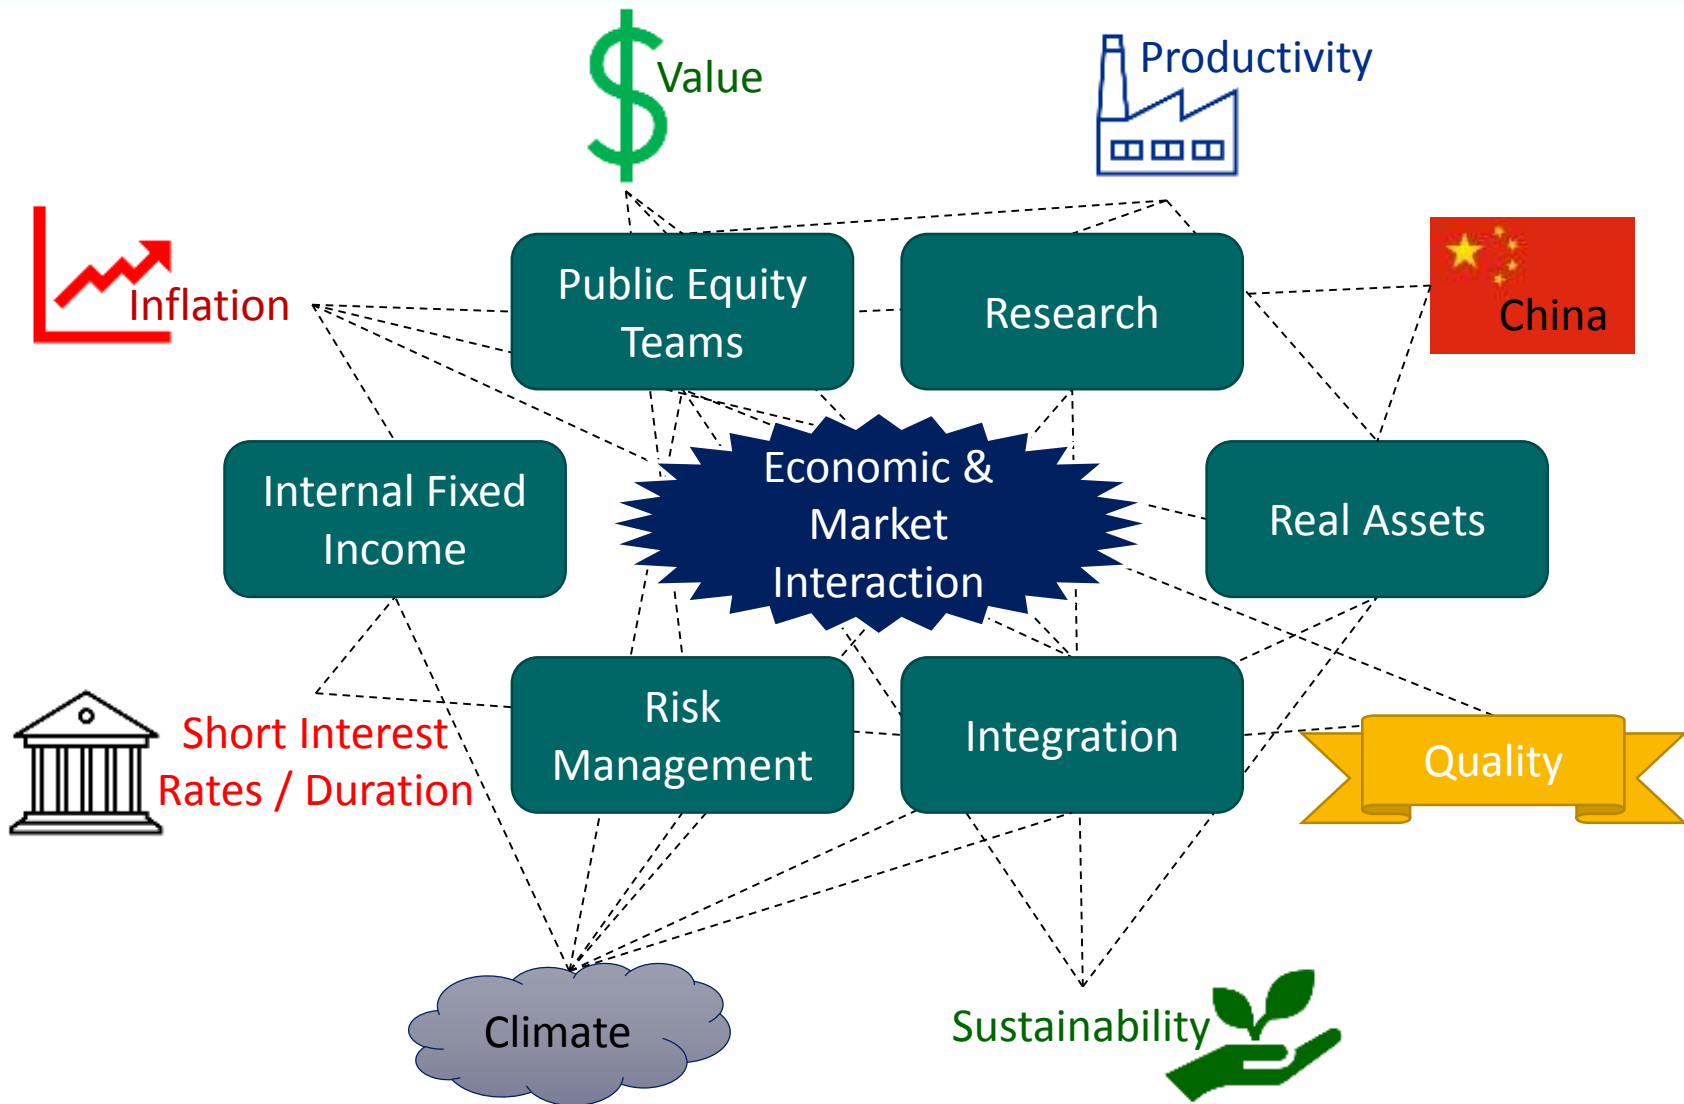 Value
Productivity
Inflation
China
Public Equity
Teams
Research
Internal Fixed
Income
Economic &
Market
Interaction
Real Assets
Short Interest
Rates / Duration
Risk
Management
Integration
Quality
Climate
Sustainability